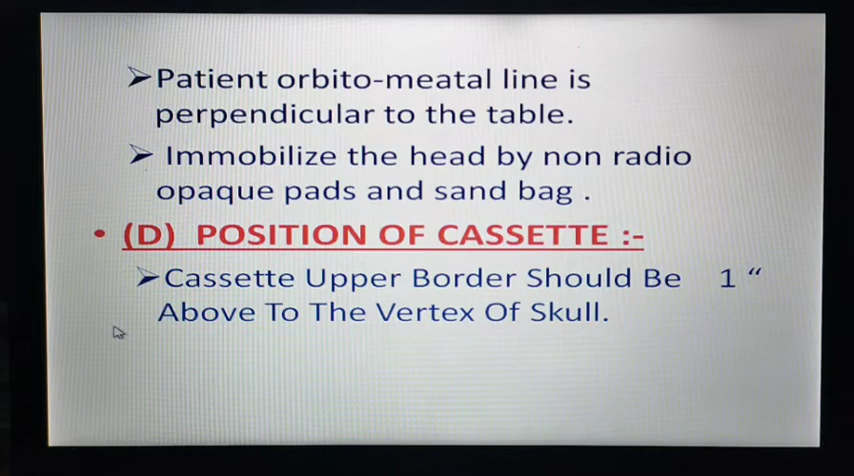 ➢Patient orbito-meatal line is
perpendicular to the table.
➢ Immobilize the head by non radio
opaque pads and sand bag .
• (D) POSITION OF CASSETTE :-
➢Cassette Upper Border Should Be 1 “
Above To The Vertex Of Skull.